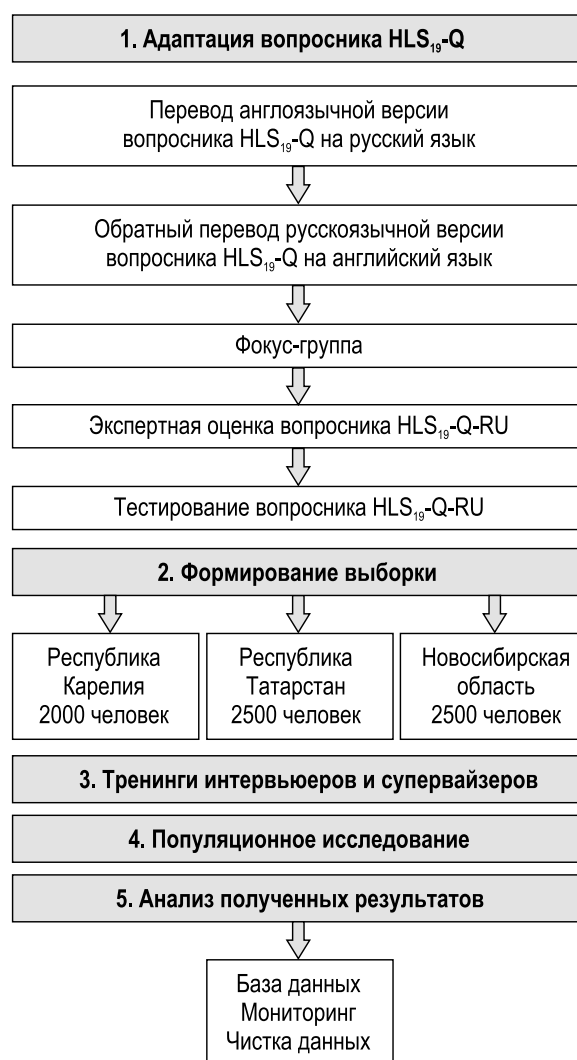 1. Адаптация вопросника HLS₁₉-Q
Перевод англоязычной версии
вопросника HLS₁₉-Q на русский язык
Обратный перевод русскоязычной версии
вопросника HLS₁₉-Q на английский язык
Фокус-группа
Экспертная оценка вопросника HLS₁₉-Q-RU
Тестирование вопросника HLS₁₉-Q-RU
2. Формирование выборки
Республика
Карелия
2000 человек
Республика
Татарстан
2500 человек
Новосибирская
область
2500 человек
3. Тренинги интервьюеров и супервайзеров
4. Популяционное исследование
5. Анализ полученных результатов
База данных
Мониторинг
Чистка данных